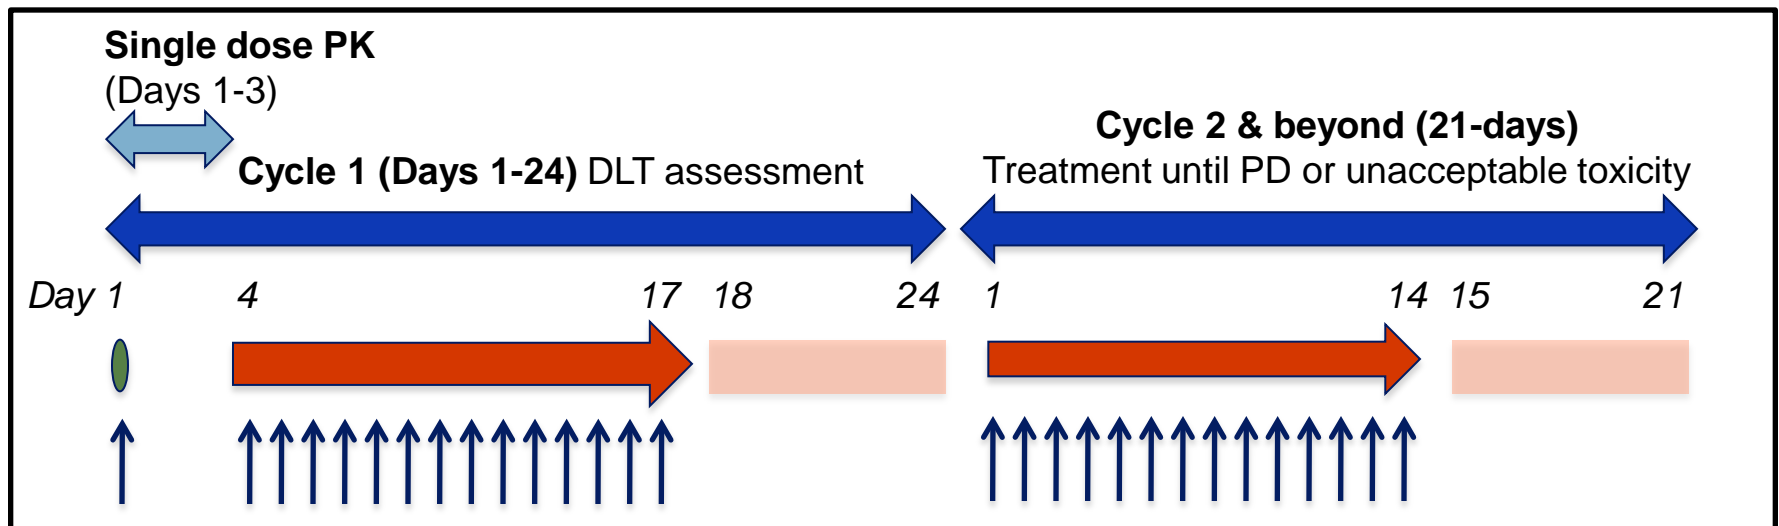 Single dose PK
(Days 1-3)
Cycle 1 (Days 1-24) DLT assessment
Cycle 2 & beyond (21-days)
Treatment until PD or unacceptable toxicity
Day 1 4 17 18 24 1 14 15 21